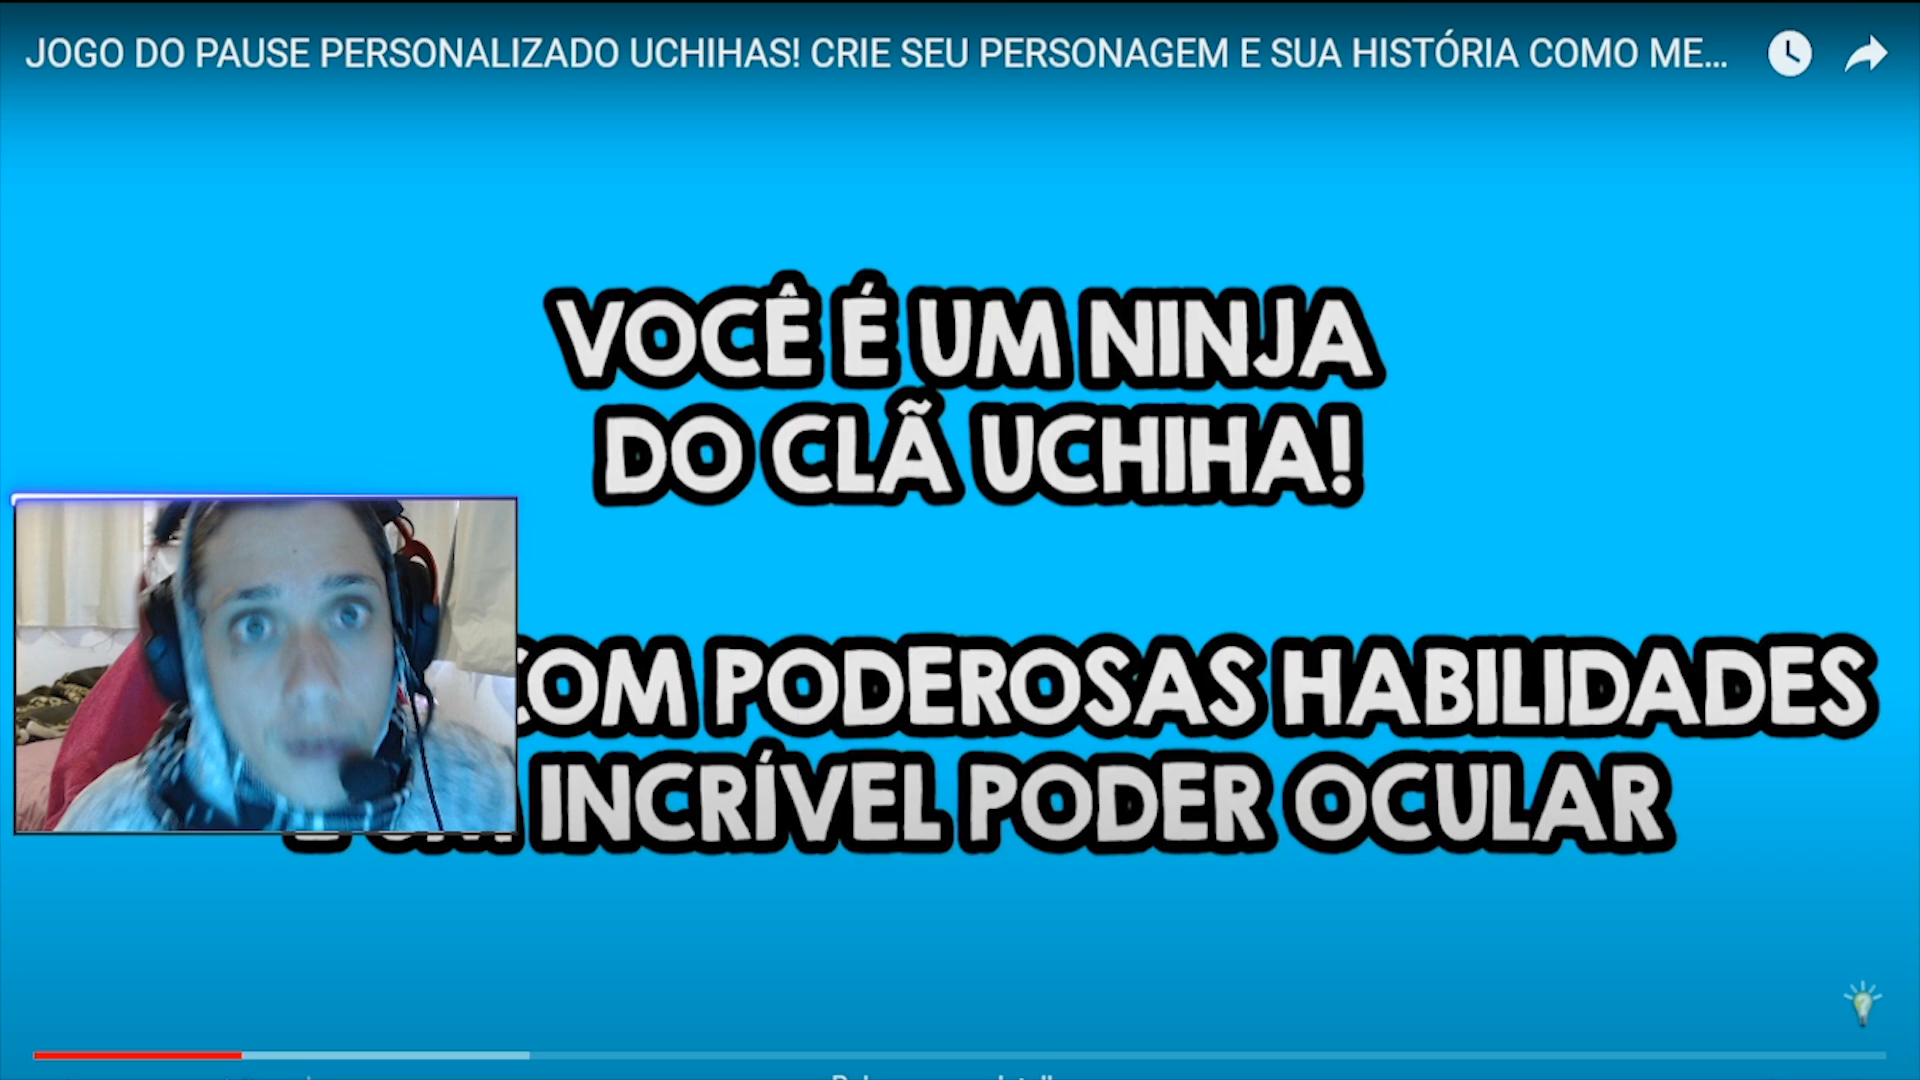 JOGO DO PAUSE PERSONALIZADO UCHIHAS! CRIE SEU PERSONAGEM E SUA HISTÓRIA COMO ME...
VOCÊ É UM NINJA
DO CLÃ UCHIHA!
COM PODEROSAS HABILIDADES
INCRÍVEL PODER OCULAR